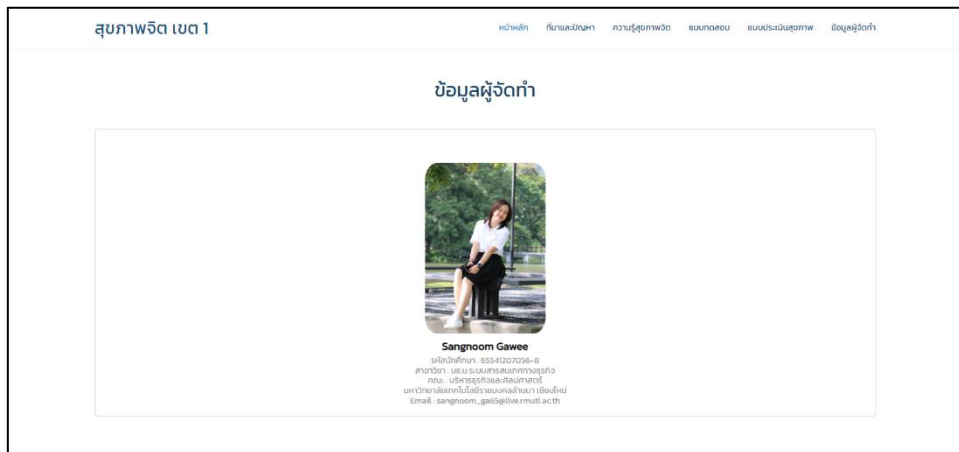 สุขภาพจิต เขต 1
หน้าหลัก ที่มาและปัญหา ความรู้สุขภาพจิต แบบทดสอบ แบบประเมินสุขภาพ ข้อมูลผู้จัดทำ
ข้อมูลผู้จัดทำ
Sangnoom Gawee
รหัสนักศึกษา : 65541207056-8
สาขาวิชา : บธ.บ.ระบบสารสนเทศทางธุรกิจ
คณะ : บริหารธุรกิจและศิลปศาสตร์
มหาวิทยาลัยเทคโนโลยีราชมงคลล้านนา เชียงใหม่
Email : sangnoom_ga65@live.rmutl.ac.th